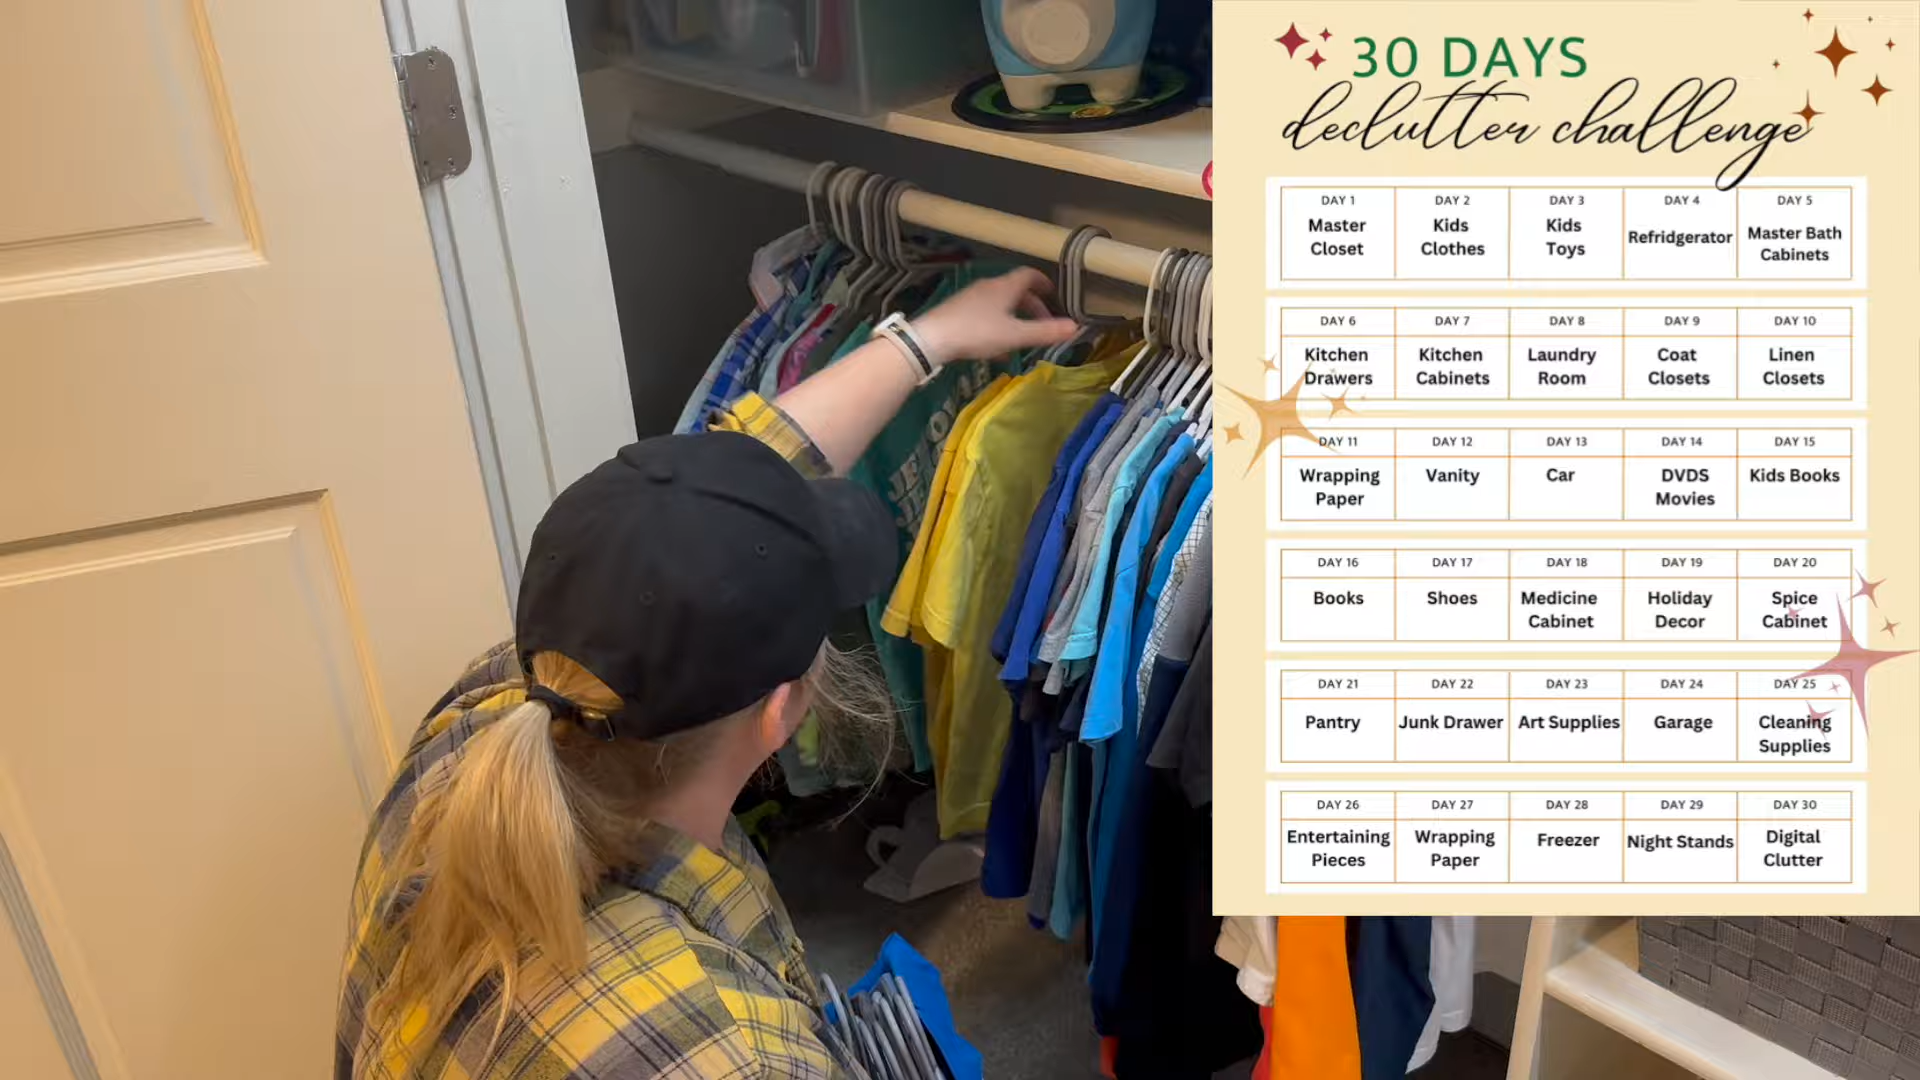 30 DAYS
declutter challenge
DAY 1
Master
Closet
DAY 2
Kids
Clothes
DAY 3
Kids
Toys
DAY 4
Refridgerator
DAY 5
Master Bath
Cabinets
DAY 6
Kitchen
Drawers
DAY 7
Kitchen
Cabinets
DAY 8
Laundry
Room
DAY 9
Coat
Closets
DAY 10
Linen
Closets
DAY 11
Wrapping
Paper
DAY 12
Vanity
DAY 13
Car
DAY 14
DVDS
Movies
DAY 15
Kids Books
DAY 16
Books
DAY 17
Shoes
DAY 18
Medicine
Cabinet
DAY 19
Holiday
Decor
DAY 20
Spice
Cabinet
DAY 21
Pantry
DAY 22
Junk Drawer
DAY 23
Art Supplies
DAY 24
Garage
DAY 25
Cleaning
Supplies
DAY 26
Entertaining
Pieces
DAY 27
Wrapping
Paper
DAY 28
Freezer
DAY 29
Night Stands
DAY 30
Digital
Clutter